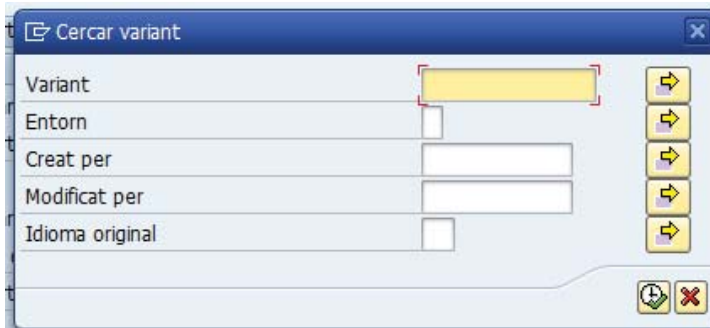 Cercar variant
Variant
Entorn
Creat per
Modificat per
Idioma original